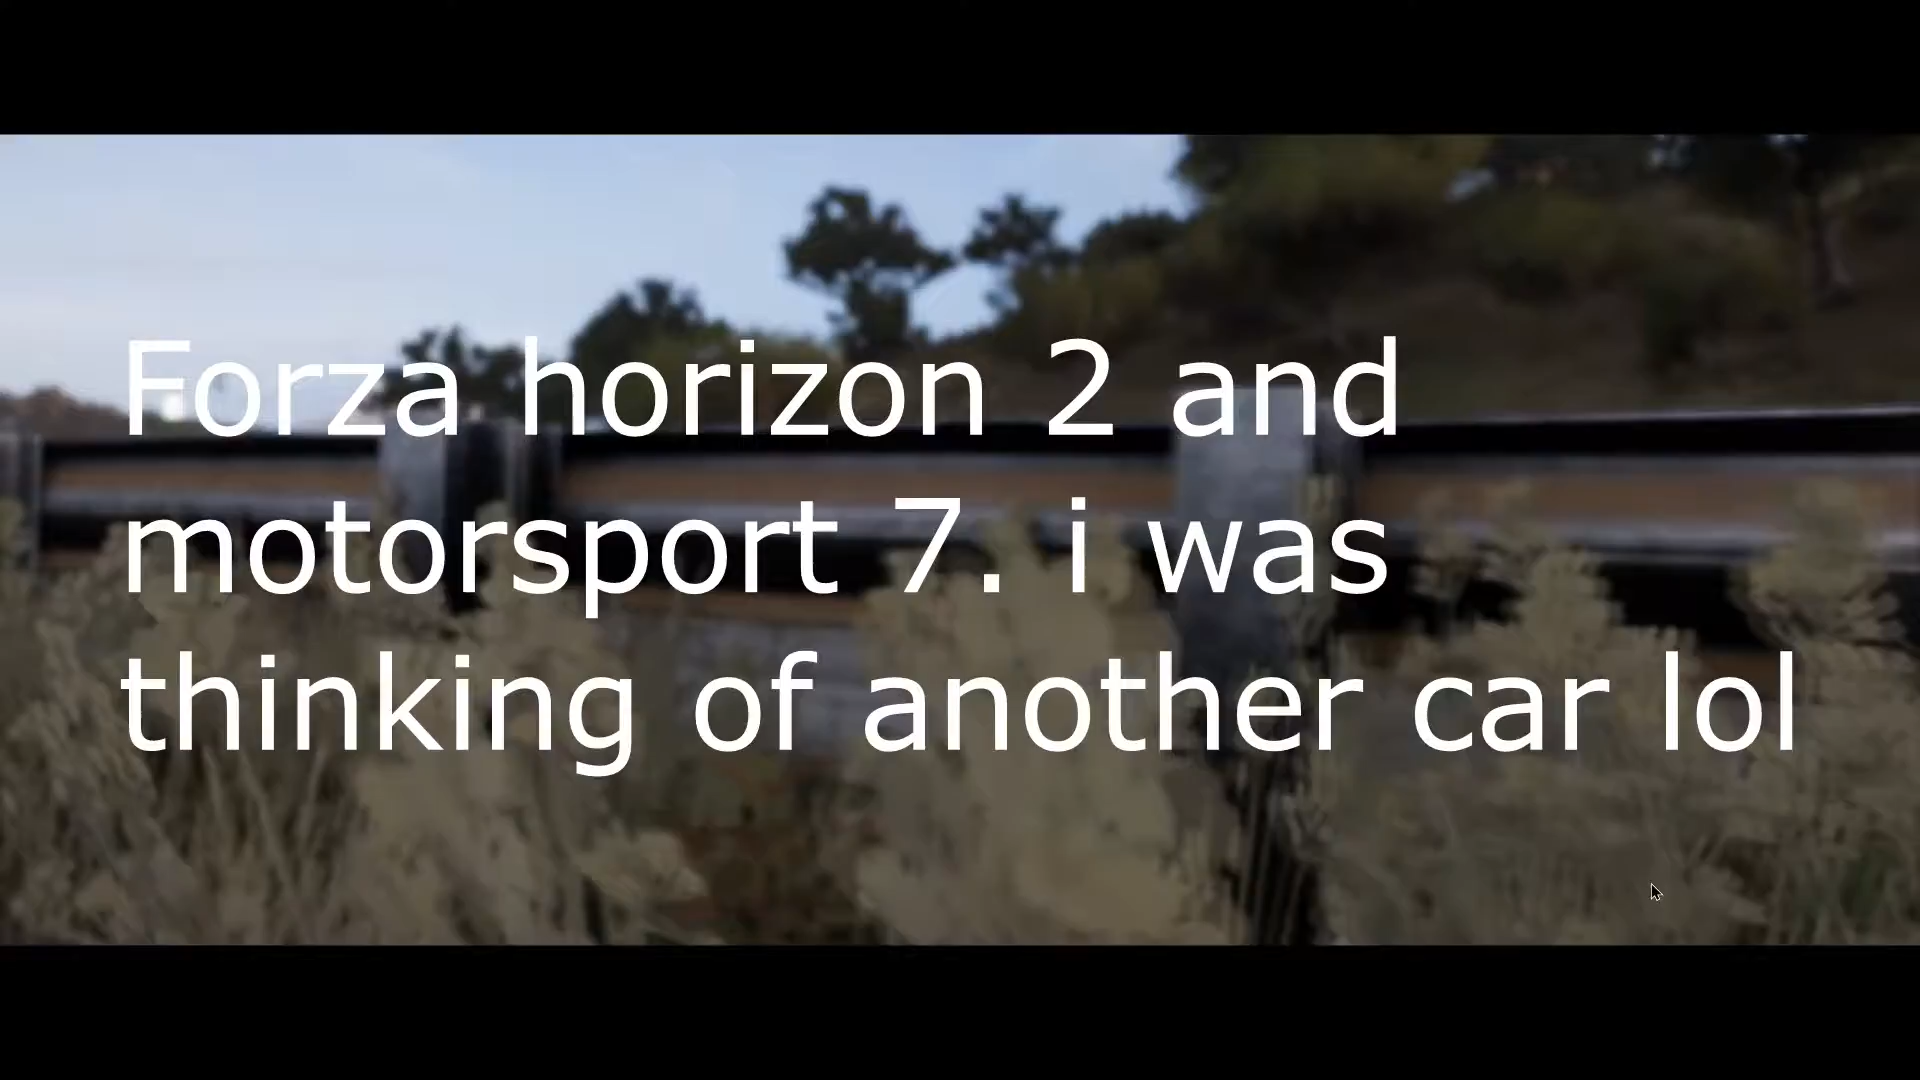 Forza horizon 2 and
motorsport 7. i was
thinking of another car lol